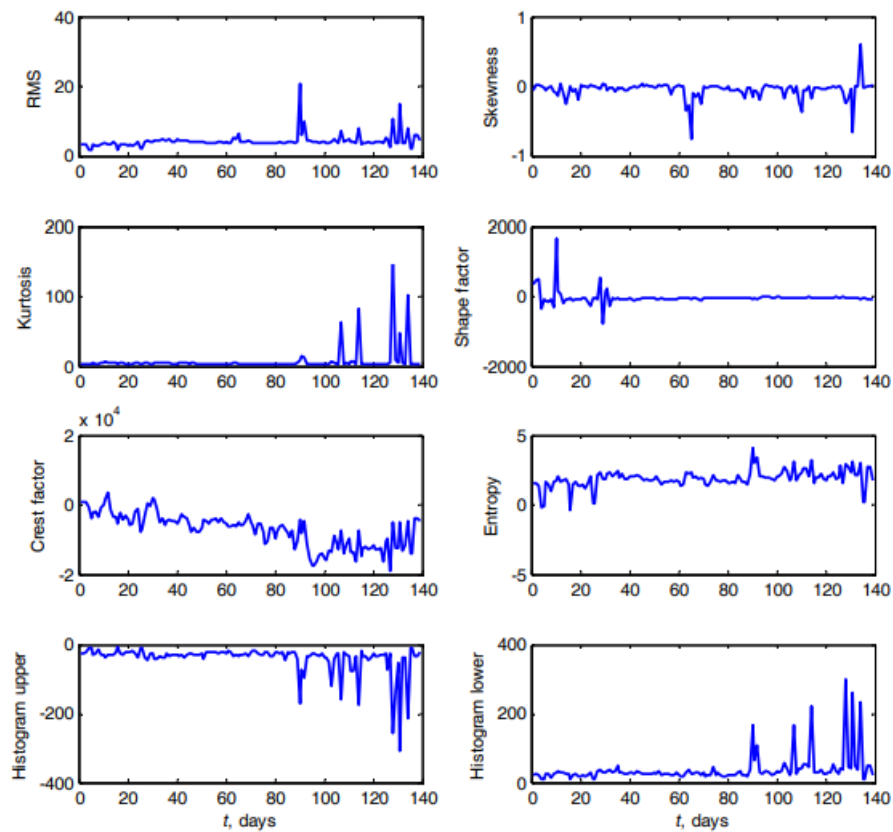 40
20
0
RMS
0 20 40 60 80 100 120 140
1
0
-1
Skewness
0 20 40 60 80 100 120 140
200
100
0
Kurtosis
0 20 40 60 80 100 120 140
2000
0
-2000
Shape factor
0 20 40 60 80 100 120 140
x 10^4
2
0
-2
Crest factor
0 20 40 60 80 100 120 140
5
0
-5
Entropy
0 20 40 60 80 100 120 140
0
-200
-400
Histogram upper
0 20 40 60 80 100 120 140
t, days
400
200
0
Histogram lower
0 20 40 60 80 100 120 140
t, days